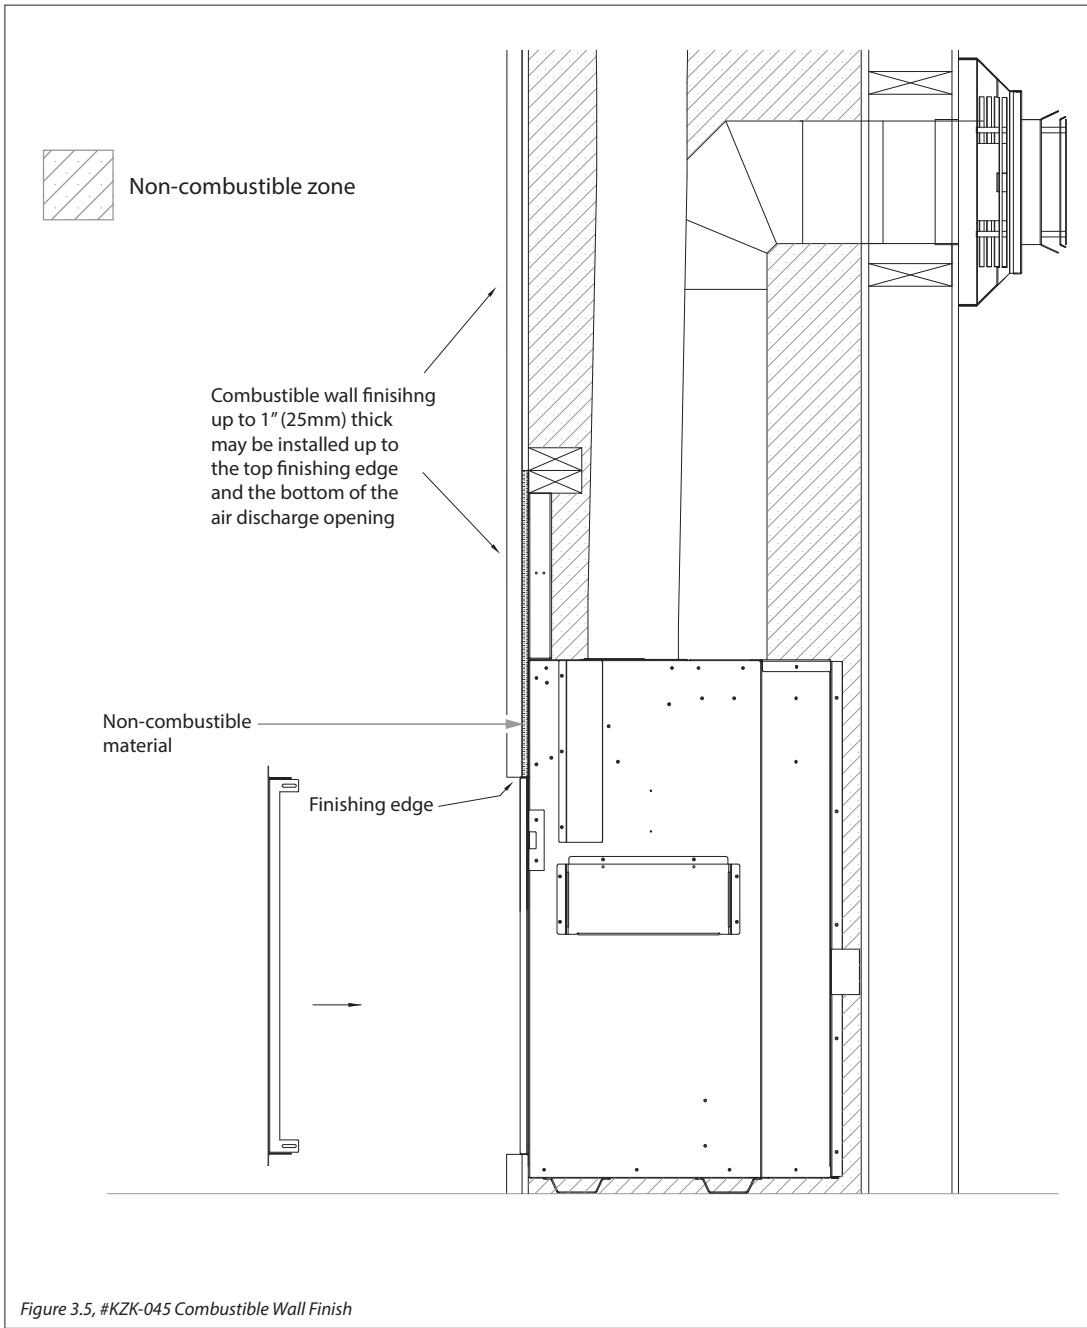 Non-combustible zone
Combustible wall finisihng
up to 1” (25mm) thick
may be installed up to
the top finishing edge
and the bottom of the
air discharge opening
Non-combustible
material
Finishing edge
Figure 3.5, #KZK-045 Combustible Wall Finish